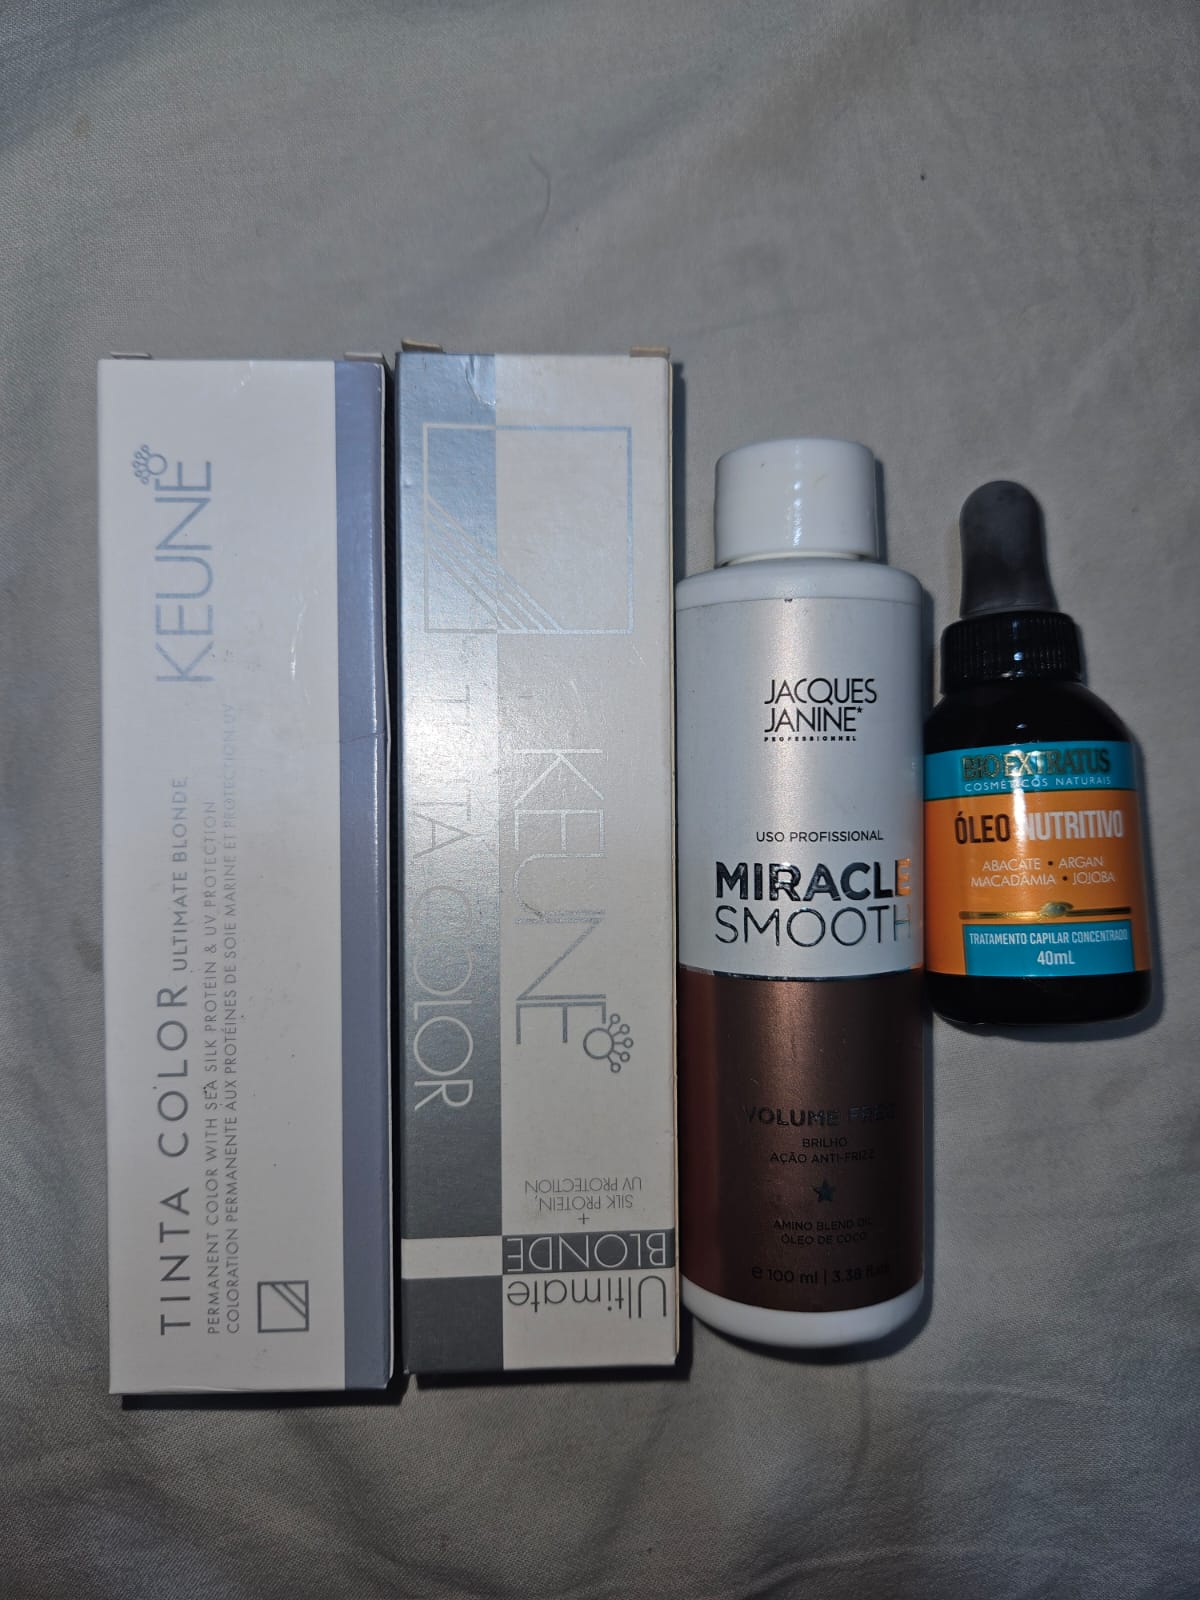 KEUNE
TINTA COLOR ULTIMATE BLONDE
PERMANENT COLOR WITH SEA SILK PROTEIN & UV PROTECTION
COLORATION PERMANENTE AUX PROTÉINES DE SOIE MARINE ET PROTECTION UV
KEUNE
TINTA COLOR
+
SILK PROTEIN,
UV PROTECTION
Ultimate
BLONDE
JACQUES
JANINE
PROFESSIONNEL
USO PROFISSIONAL
MIRACLE
SMOOTH
VOLUME FREE
BRILHO
AÇÃO ANTI-FRIZZ
AMINO BLEND OIL
ÓLEO DE COCO
e 100 ml | 3.38 fl.oz
BIO EXTRATUS
COSMÉTICOS NATURAIS
ÓLEO NUTRITIVO
ABACATE • ARGAN
MACADÂMIA • JOJOBA
TRATAMENTO CAPILAR CONCENTRADO
40mL